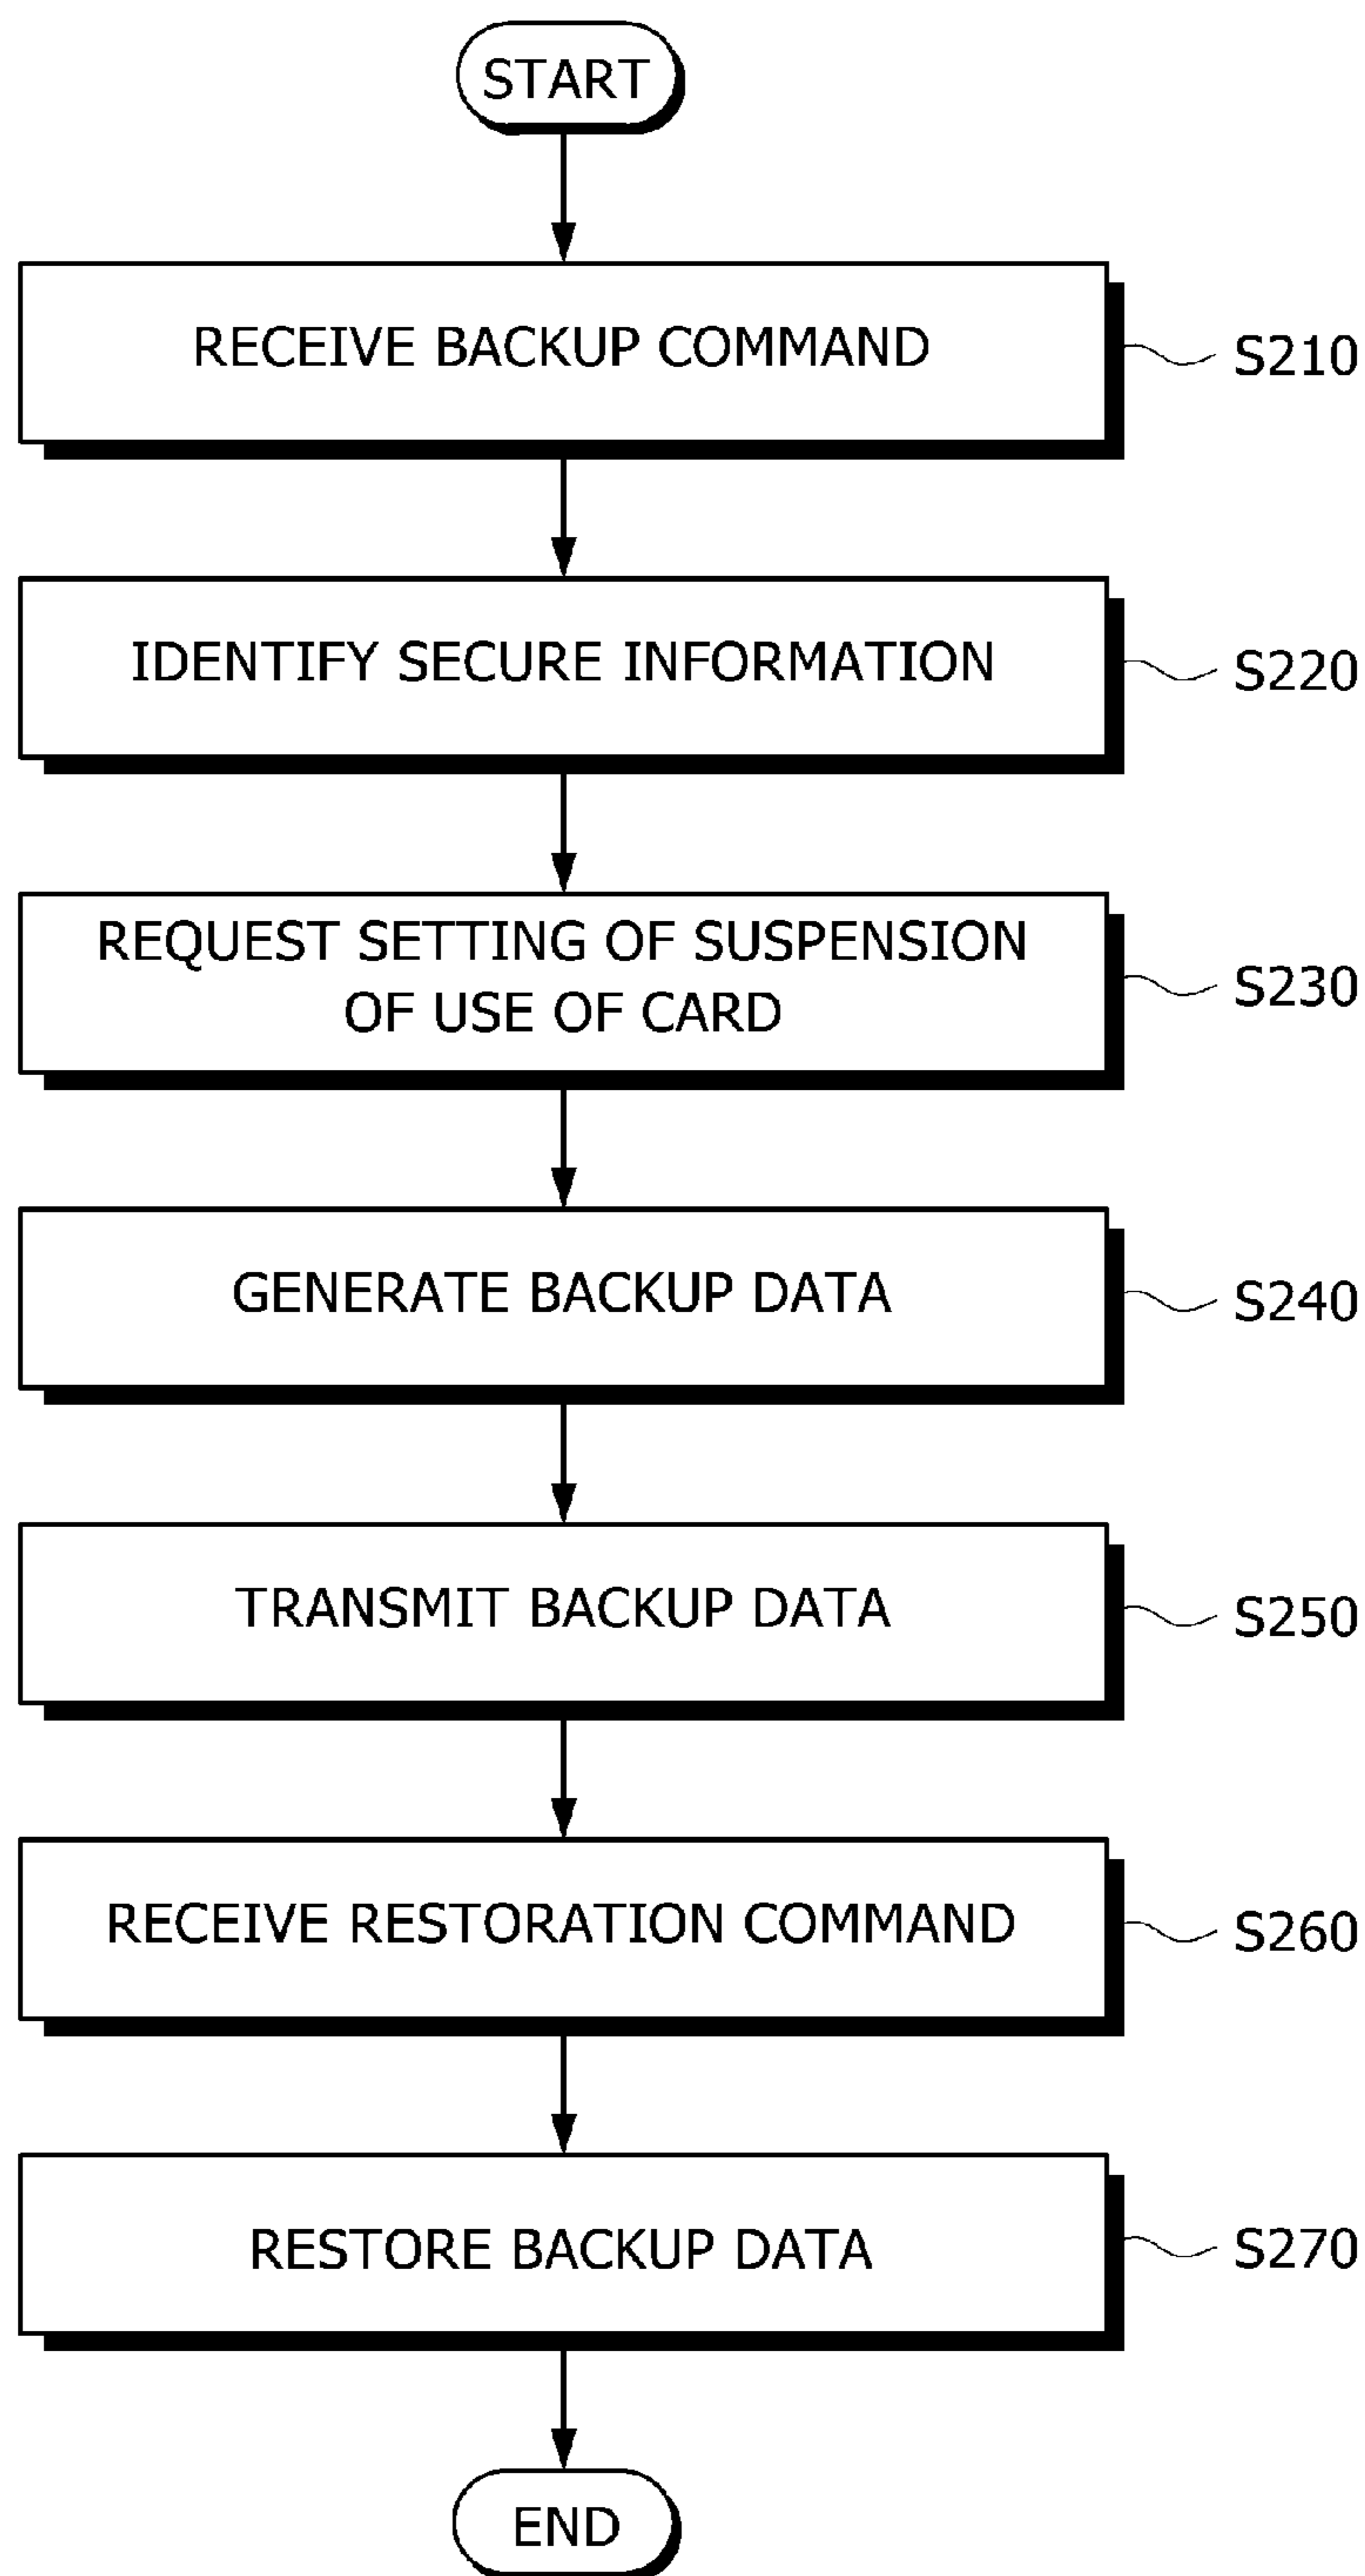 START
RECEIVE BACKUP COMMAND
S210
IDENTIFY SECURE INFORMATION
S220
REQUEST SETTING OF SUSPENSION
OF USE OF CARD
S230
GENERATE BACKUP DATA
S240
TRANSMIT BACKUP DATA
S250
RECEIVE RESTORATION COMMAND
S260
RESTORE BACKUP DATA
S270
END